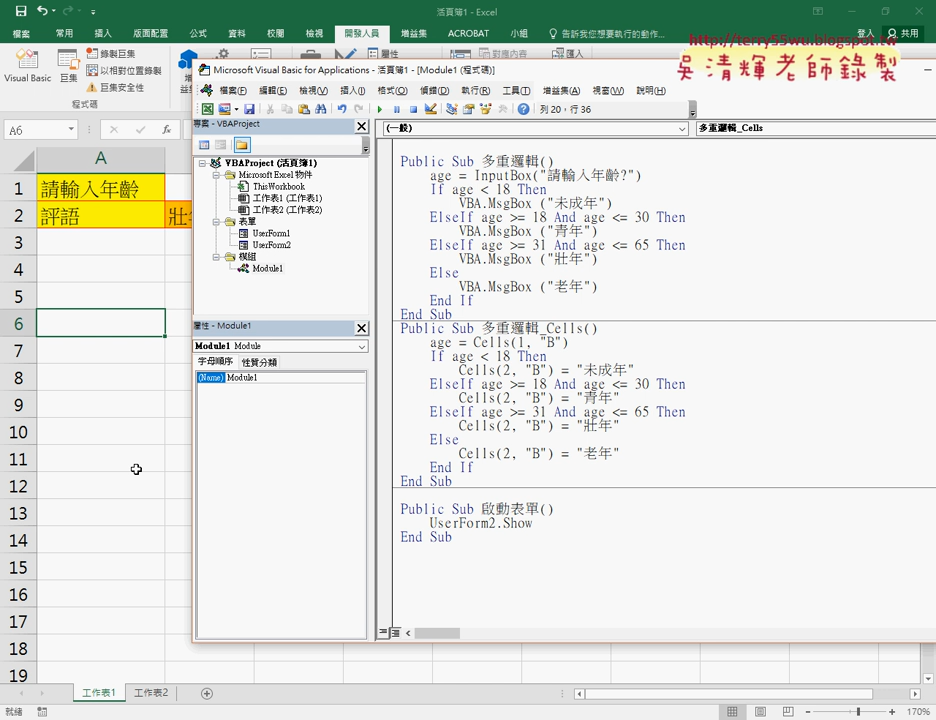 活頁簿1 - Excel
檔案 常用 插入 版面配置 公式 資料 校閱 檢視 開發人員 增益集 ACROBAT 小組 告訴我您想要執行的動作... 登入 共用
http://terry55wu.blogspot.tw
吳清輝老師錄製
Visual Basic 巨集 錄製巨集
以相對位置錄製
巨集安全性
程式碼
屬性 對應內容 匯入
Microsoft Visual Basic for Applications - 活頁簿1 - [Module1 (程式碼)]
檔案(F) 編輯(E) 檢視(V) 插入(I) 格式(O) 偵錯(D) 執行(R) 工具(T) 增益集(A) 視窗(W) 說明(H)
列 20，行 36
A6 fx
專案 - VBAProject
(一般) 多重邏輯_Cells
VBAProject (活頁簿1)
Microsoft Excel 物件
ThisWorkbook
工作表1 (工作表1)
工作表2 (工作表2)
表單
UserForm1
UserForm2
模組
Module1
屬性 - Module1
Module1 Module
字母順序 性質分類
(Name) Module1
A
1 請輸入年齡
2 評語 壯
3
4
5
6
7
8
9
10
11
12
13
14
15
16
17
18
19
Public Sub 多重邏輯()
age = InputBox("請輸入年齡?")
If age < 18 Then
VBA.MsgBox ("未成年")
ElseIf age >= 18 And age <= 30 Then
VBA.MsgBox ("青年")
ElseIf age >= 31 And age <= 65 Then
VBA.MsgBox ("壯年")
Else
VBA.MsgBox ("老年")
End If
End Sub
Public Sub 多重邏輯_Cells()
age = Cells(1, "B")
If age < 18 Then
Cells(2, "B") = "未成年"
ElseIf age >= 18 And age <= 30 Then
Cells(2, "B") = "青年"
ElseIf age >= 31 And age <= 65 Then
Cells(2, "B") = "壯年"
Else
Cells(2, "B") = "老年"
End If
End Sub
Public Sub 啟動表單()
UserForm2.Show
End Sub
工作表1 工作表2
就緒 170%